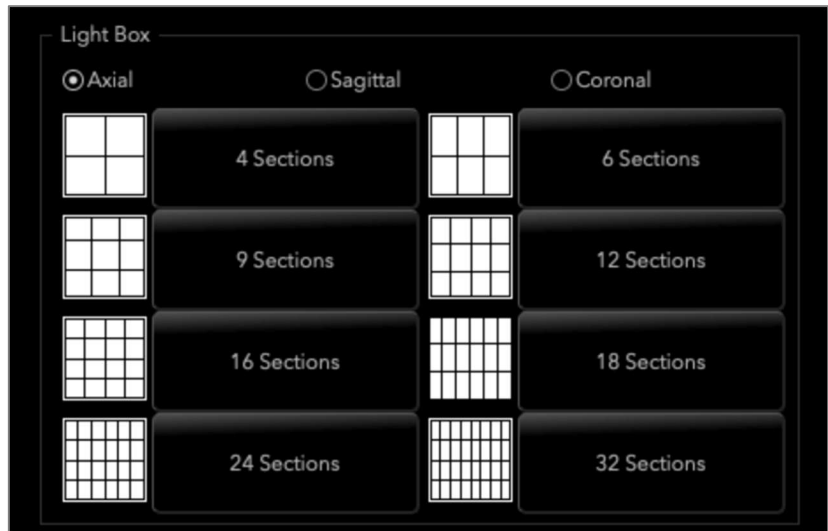 Light Box
Axial Sagittal Coronal
4 Sections 6 Sections
9 Sections 12 Sections
16 Sections 18 Sections
24 Sections 32 Sections